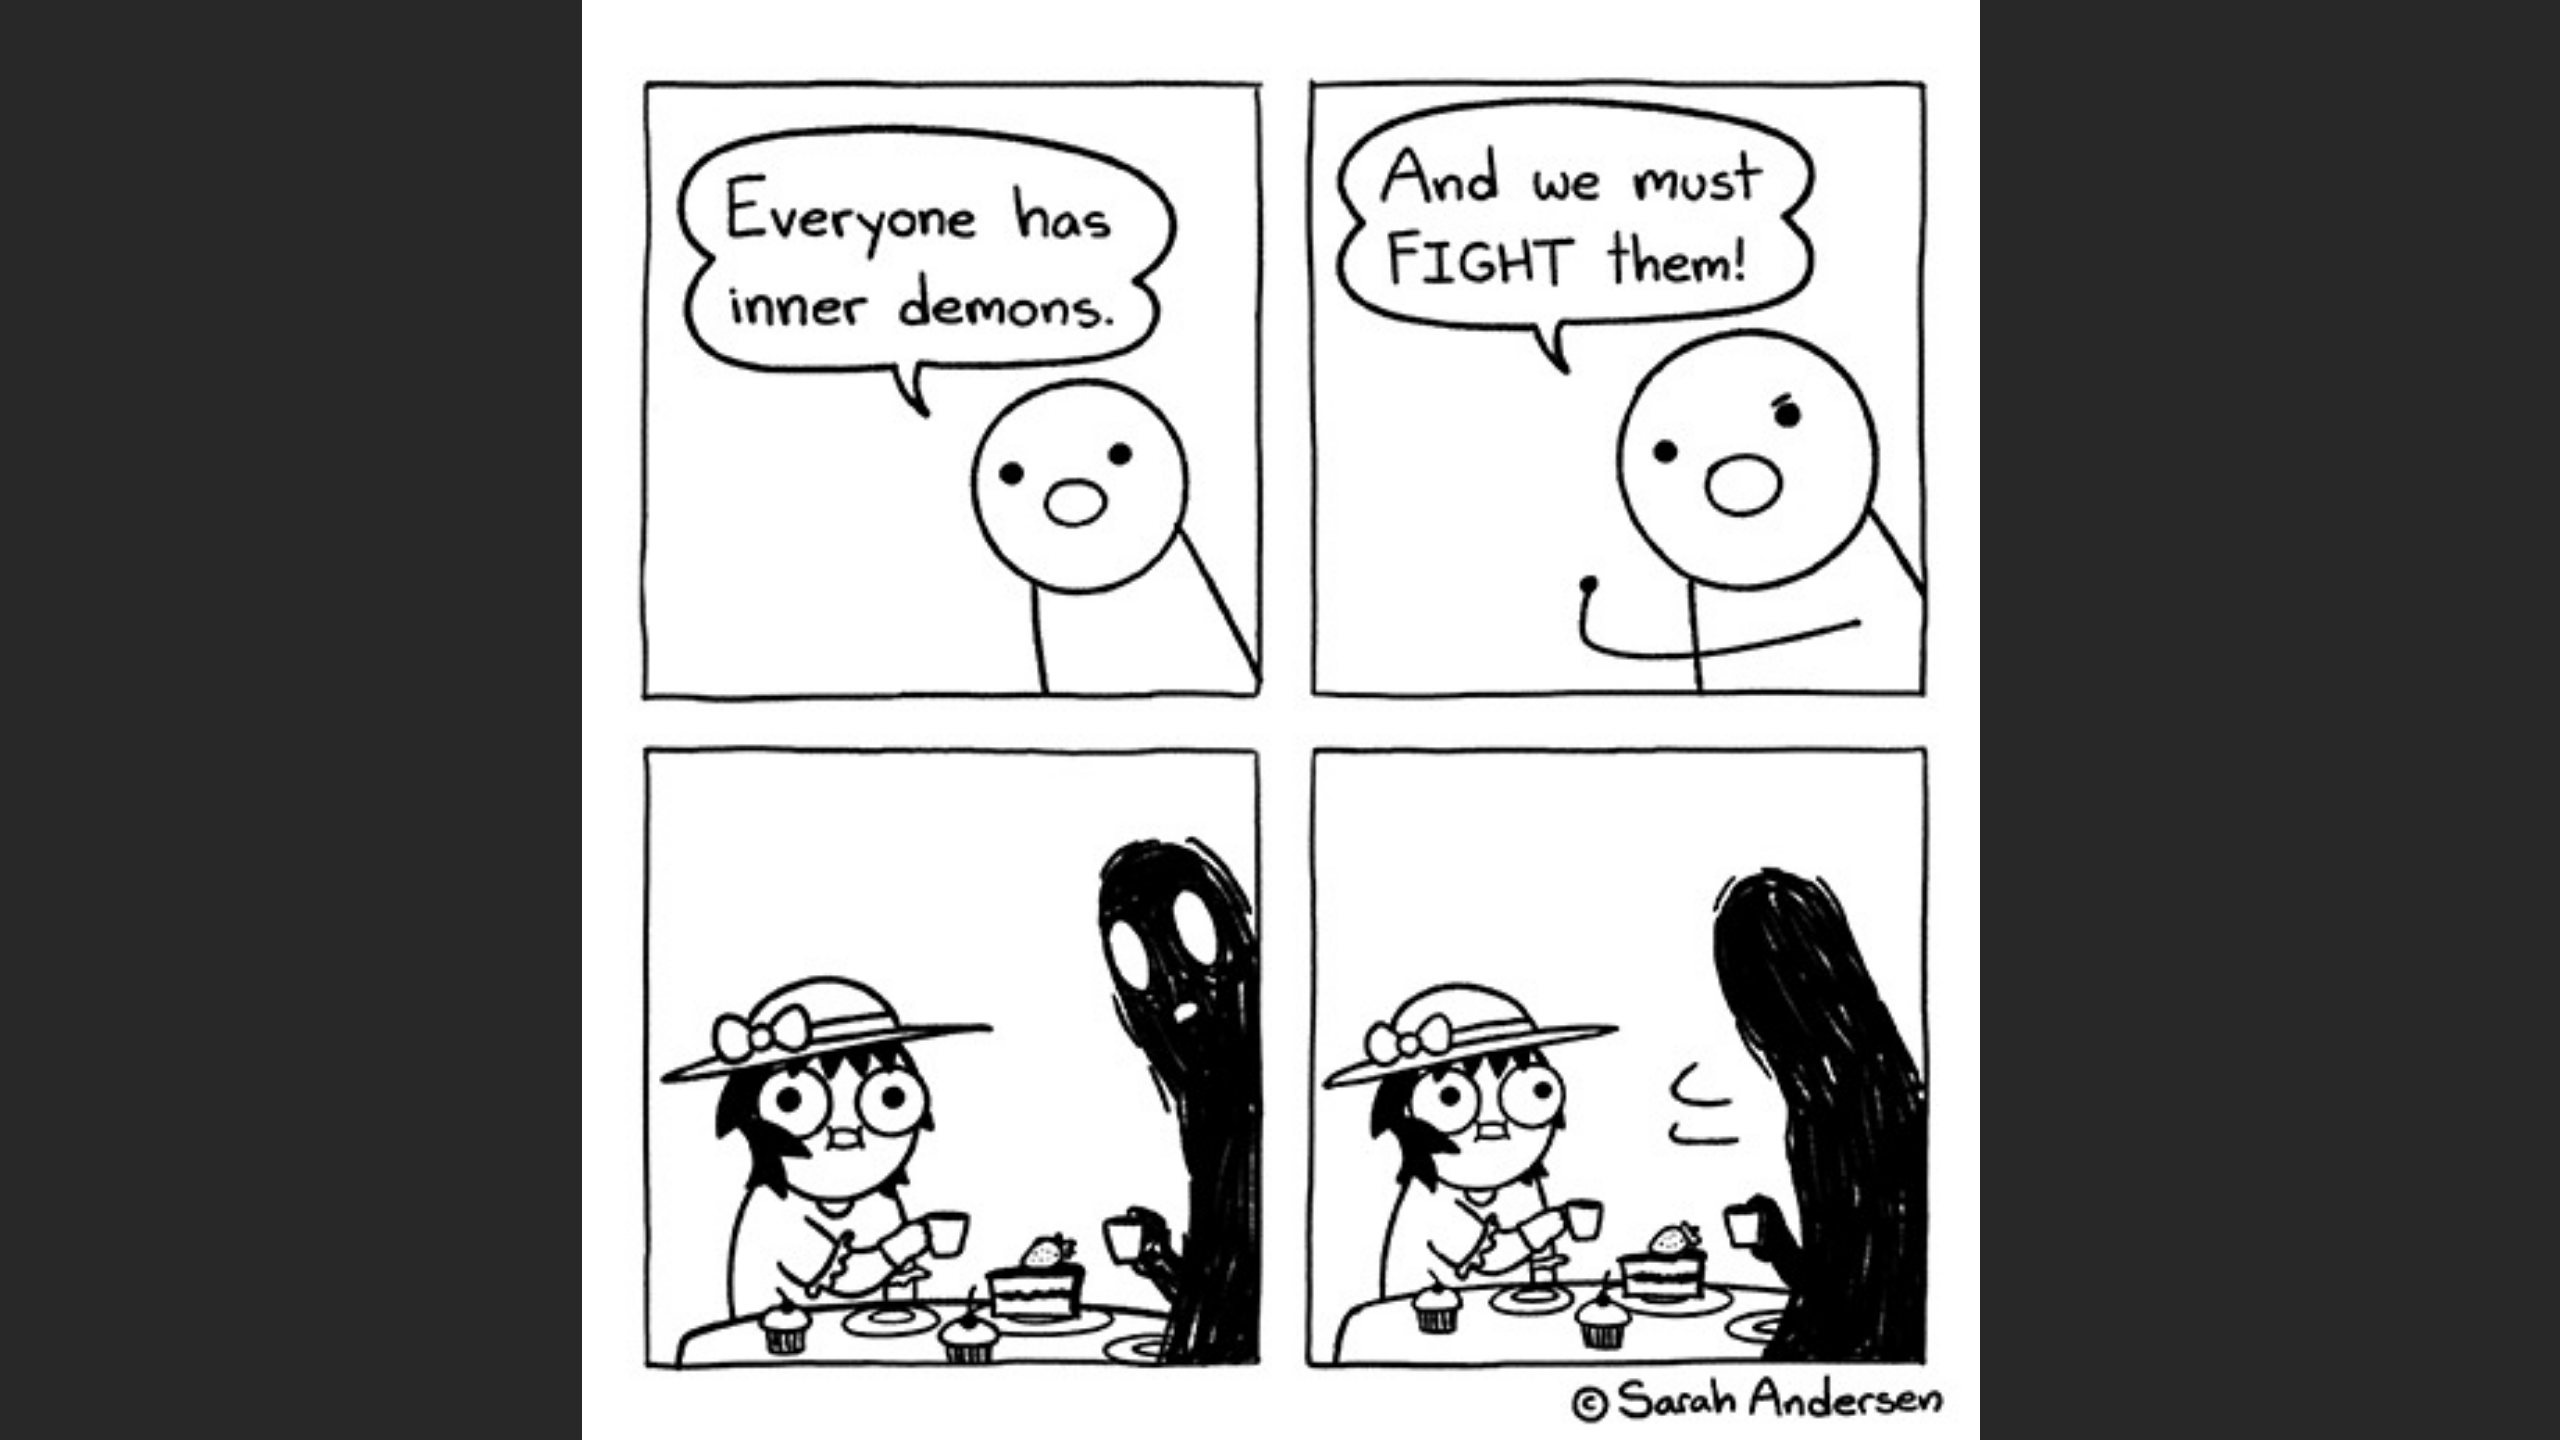 Everyone has
inner demons.
And we must
FIGHT them!
© Sarah Andersen